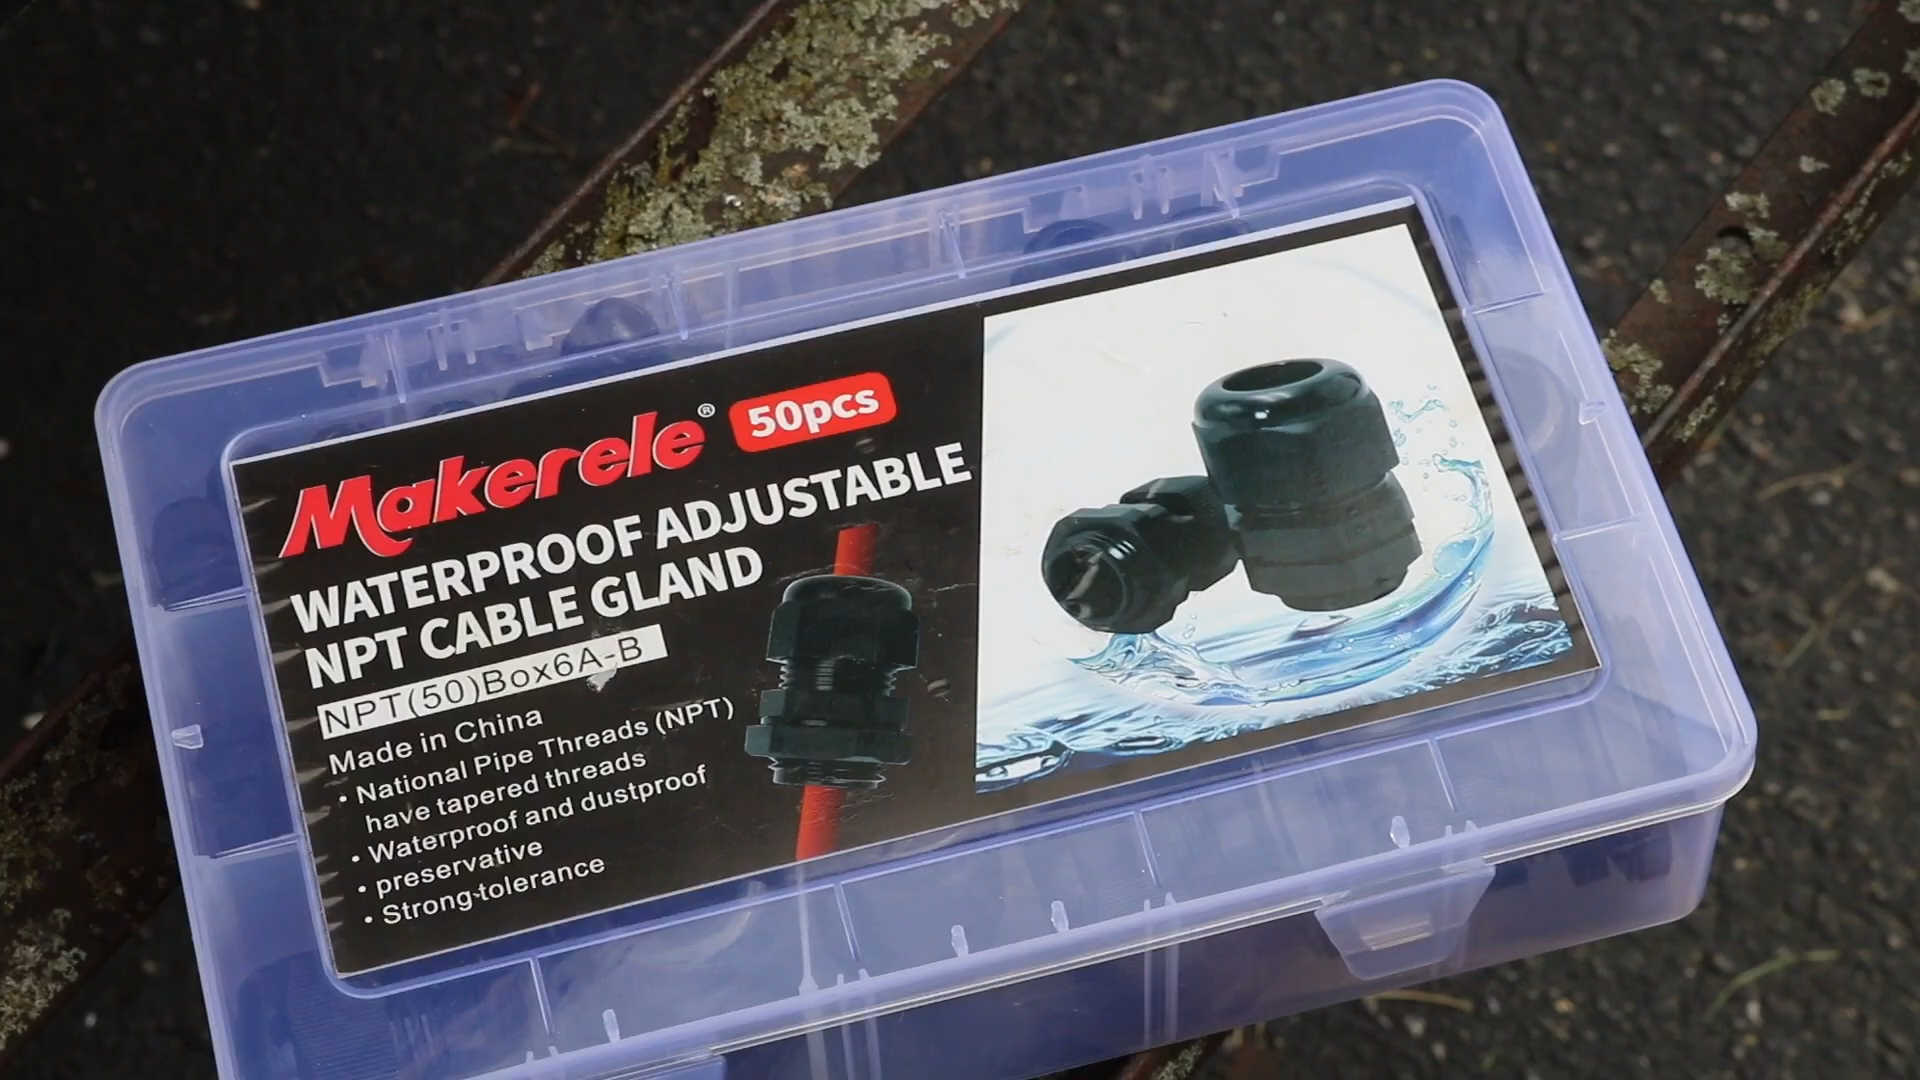 Makerele® 50pcs
WATERPROOF ADJUSTABLE
NPT CABLE GLAND
NPT(50)Box6A-B
Made in China
• National Pipe Threads (NPT)
have tapered threads
• Waterproof and dustproof
• preservative
• Strong tolerance